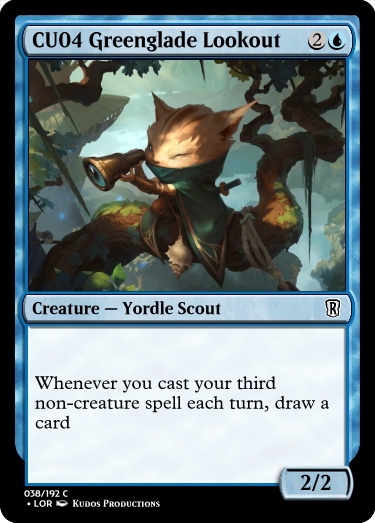 CU04 Greenglade Lookout 2
Creature — Yordle Scout R
Whenever you cast your third
non-creature spell each turn, draw a
card
2/2
038/192 C
• LOR Kudos Productions